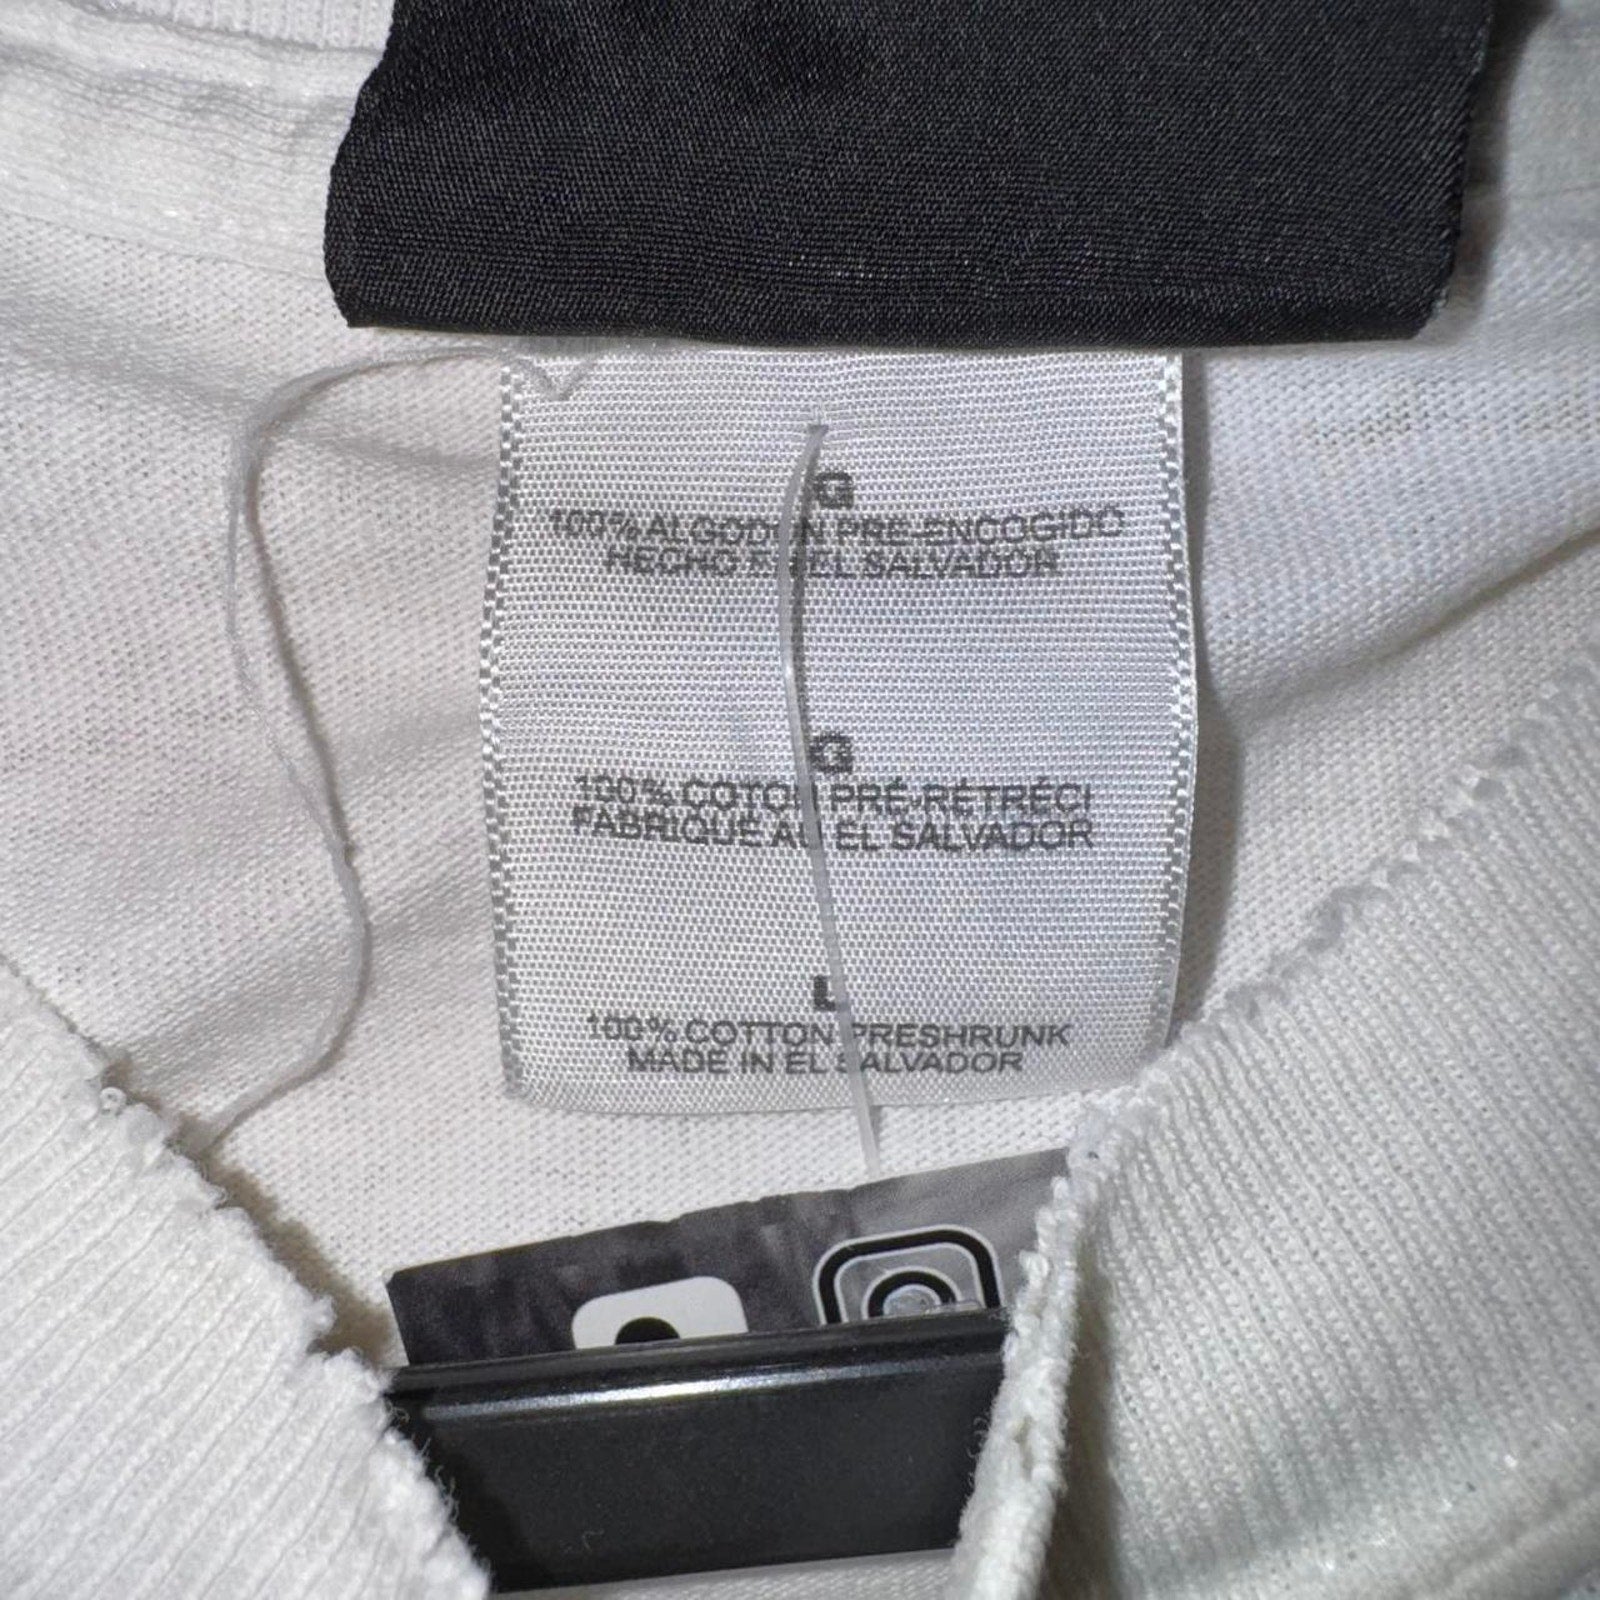 G
100% ALGODON PRE-ENCOGIDO
HECHO EN EL SALVADOR
G
100% COTON PRÉ-RÉTRÉCI
FABRIQUÉ AU EL SALVADOR
L
100% COTTON PRESHRUNK
MADE IN EL SALVADOR